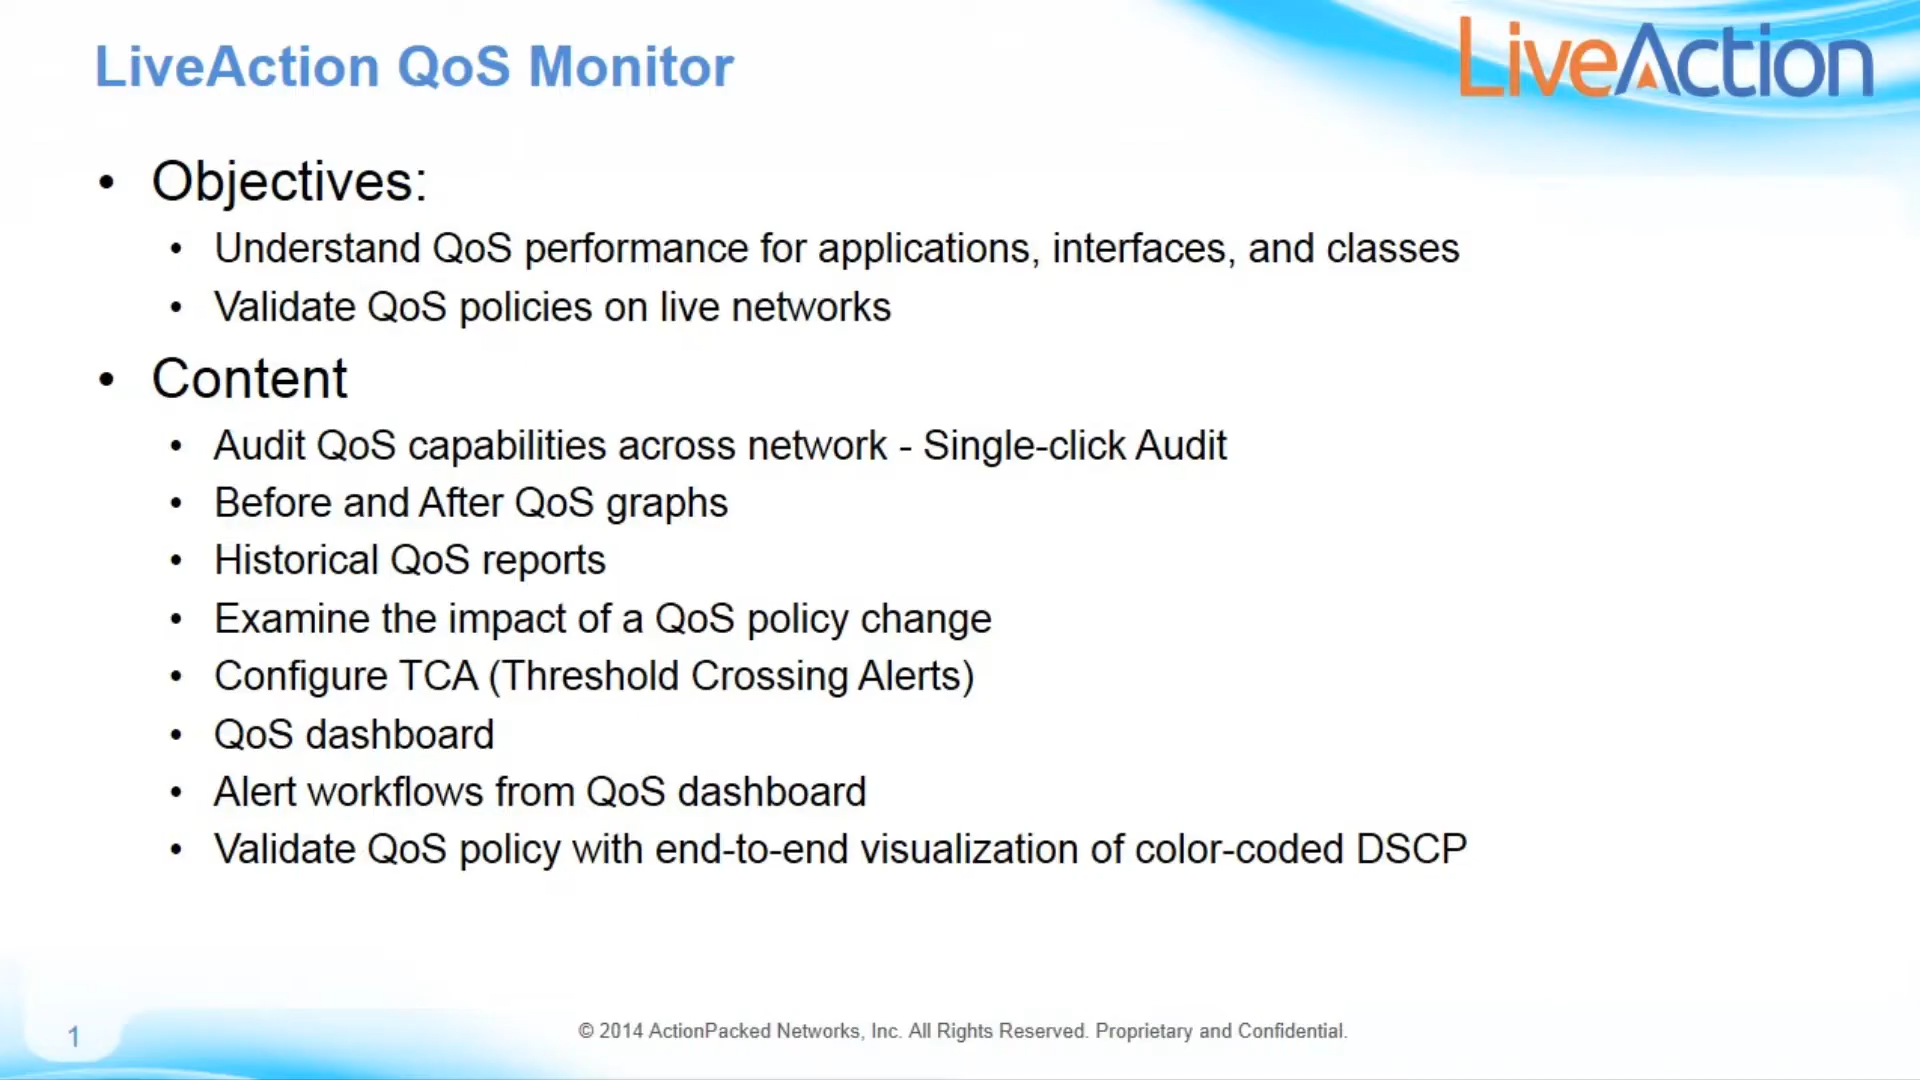 LiveAction QoS Monitor
LiveAction
• Objectives:
• Understand QoS performance for applications, interfaces, and classes
• Validate QoS policies on live networks
• Content
• Audit QoS capabilities across network - Single-click Audit
• Before and After QoS graphs
• Historical QoS reports
• Examine the impact of a QoS policy change
• Configure TCA (Threshold Crossing Alerts)
• QoS dashboard
• Alert workflows from QoS dashboard
• Validate QoS policy with end-to-end visualization of color-coded DSCP
1
© 2014 ActionPacked Networks, Inc. All Rights Reserved. Proprietary and Confidential.